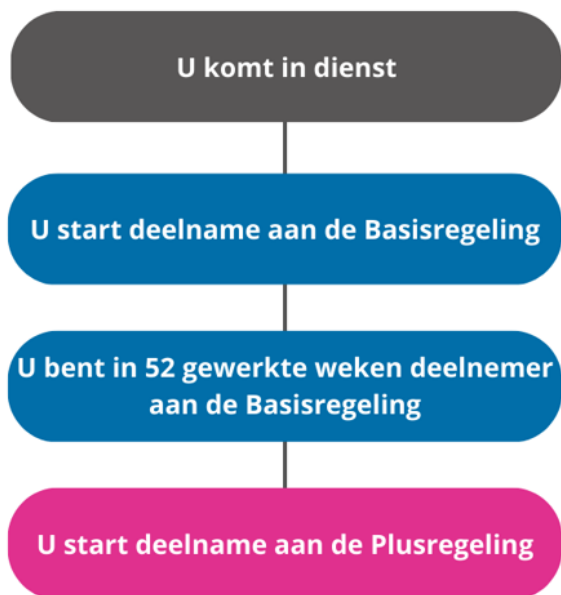 U komt in dienst
U start deelname aan de Basisregeling
U bent in 52 gewerkte weken deelnemer
aan de Basisregeling
U start deelname aan de Plusregeling